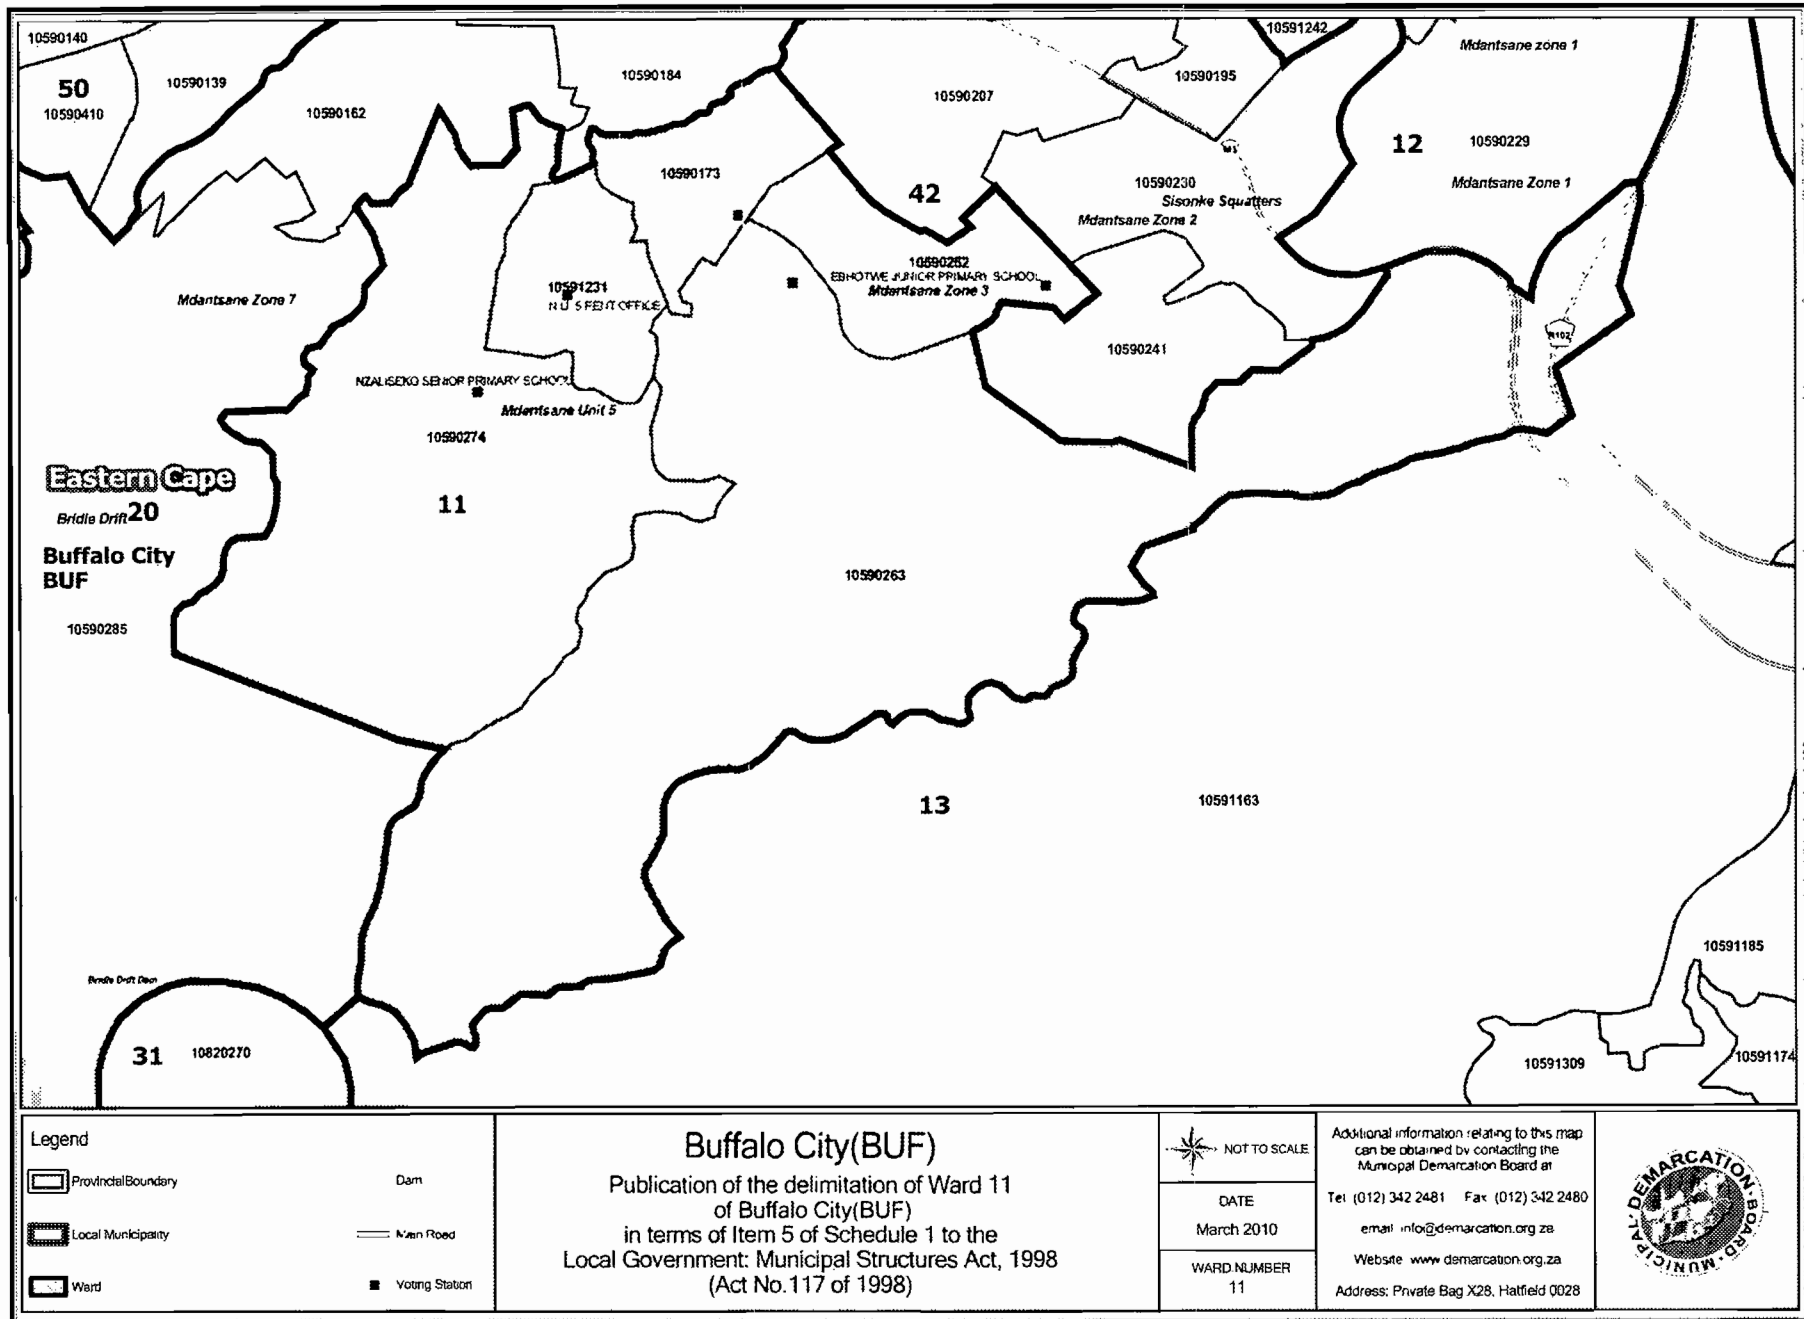 10590140
50
10590410
10590139
10590162
10590184
10590207
10590195
10591242
Mdantsane zone 1
12
10590229
Mdantsane Zone 1
10590173
42
10590230
Sisonke Squatters
Mdantsane Zone 2
10590252
EBHOTWE JUNIOR PRIMARY SCHOOL
Mdantsane Zone 3
Mdantsane Zone 7
10591231
10590241
R102
NZALISEKO SENIOR PRIMARY SCHOOL
Mdantsane Unit 5
10590274
Eastern Cape
Bridle Drift 20
11
Buffalo City
BUF
10590263
10590285
13
10591163
10591185
Bridle Drift Dam
31
10820270
10591309
10591174
Legend
Provincial Boundary
Local Municipality
Ward
Dam
Main Road
Voting Station
Buffalo City(BUF)
Publication of the delimitation of Ward 11
of Buffalo City(BUF)
in terms of Item 5 of Schedule 1 to the
Local Government: Municipal Structures Act, 1998
(Act No.117 of 1998)
NOT TO SCALE
DATE
March 2010
WARD NUMBER
11
Additional information relating to this map
can be obtained by contacting the
Municipal Demarcation Board at
Tel (012) 342 2481 Fax (012) 342 2480
email info@demarcation.org.za
Website www demarcation.org.za
Address: Private Bag X28, Hatfield 0028
MUNICIPAL DEMARCATION BOARD